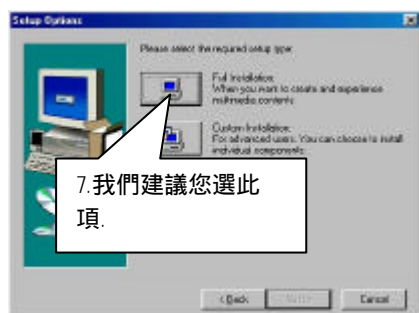 Setup Options
Please select the required setup type:
Full Installation:
When you want to create and experience
multimedia contents
Custom Installation:
For advanced users. You can choose to install
individual components
7.我們建議您選此
項.
< Back
Cancel